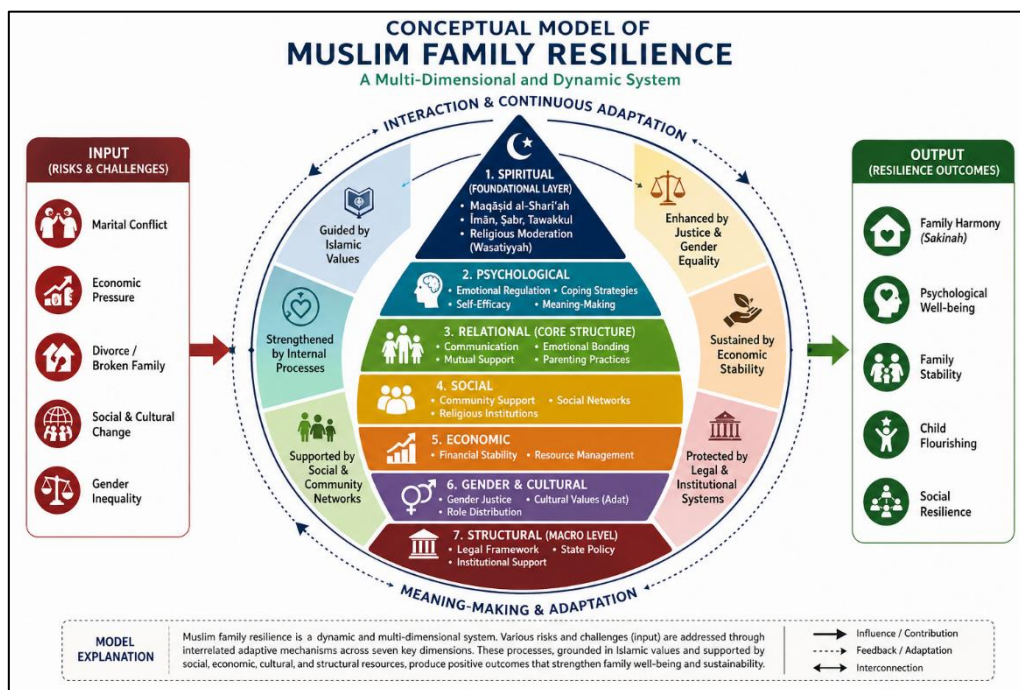 CONCEPTUAL MODEL OF
MUSLIM FAMILY RESILIENCE
A Multi-Dimensional and Dynamic System
INTERACTION & CONTINUOUS ADAPTATION
INPUT
(RISKS & CHALLENGES)
Marital Conflict
Economic
Pressure
Divorce /
Broken Family
Social & Cultural
Change
Gender
Inequality
Guided by
Islamic
Values
Strengthened
by Internal
Processes
Supported by
Social &
Community
Networks
1. SPIRITUAL
(FOUNDATIONAL LAYER)
• Maqāṣid al-Shari'ah
• Īmān, Ṣabr, Tawakkul
• Religious Moderation
(Wasatiyyah)
2. PSYCHOLOGICAL
• Emotional Regulation • Coping Strategies
• Self-Efficacy • Meaning-Making
3. RELATIONAL (CORE STRUCTURE)
• Communication • Emotional Bonding
• Mutual Support • Parenting Practices
4. SOCIAL
• Community Support • Social Networks
• Religious Institutions
5. ECONOMIC
• Financial Stability • Resource Management
6. GENDER & CULTURAL
• Gender Justice • Cultural Values (Adat)
• Role Distribution
7. STRUCTURAL (MACRO LEVEL)
• Legal Framework • State Policy
• Institutional Support
Enhanced by
Justice &
Gender
Equality
Sustained by
Economic
Stability
Protected by
Legal &
Institutional
Systems
OUTPUT
(RESILIENCE OUTCOMES)
Family Harmony
(Sakinah)
Psychological
Well-being
Family
Stability
Child
Flourishing
Social
Resilience
MEANING-MAKING & ADAPTATION
MODEL
EXPLANATION
Muslim family resilience is a dynamic and multi-dimensional system. Various risks and challenges (input) are addressed through
interrelated adaptive mechanisms across seven key dimensions. These processes, grounded in Islamic values and supported by
social, economic, cultural, and structural resources, produce positive outcomes that strengthen family well-being and sustainability.
Influence / Contribution
Feedback / Adaptation
Interconnection